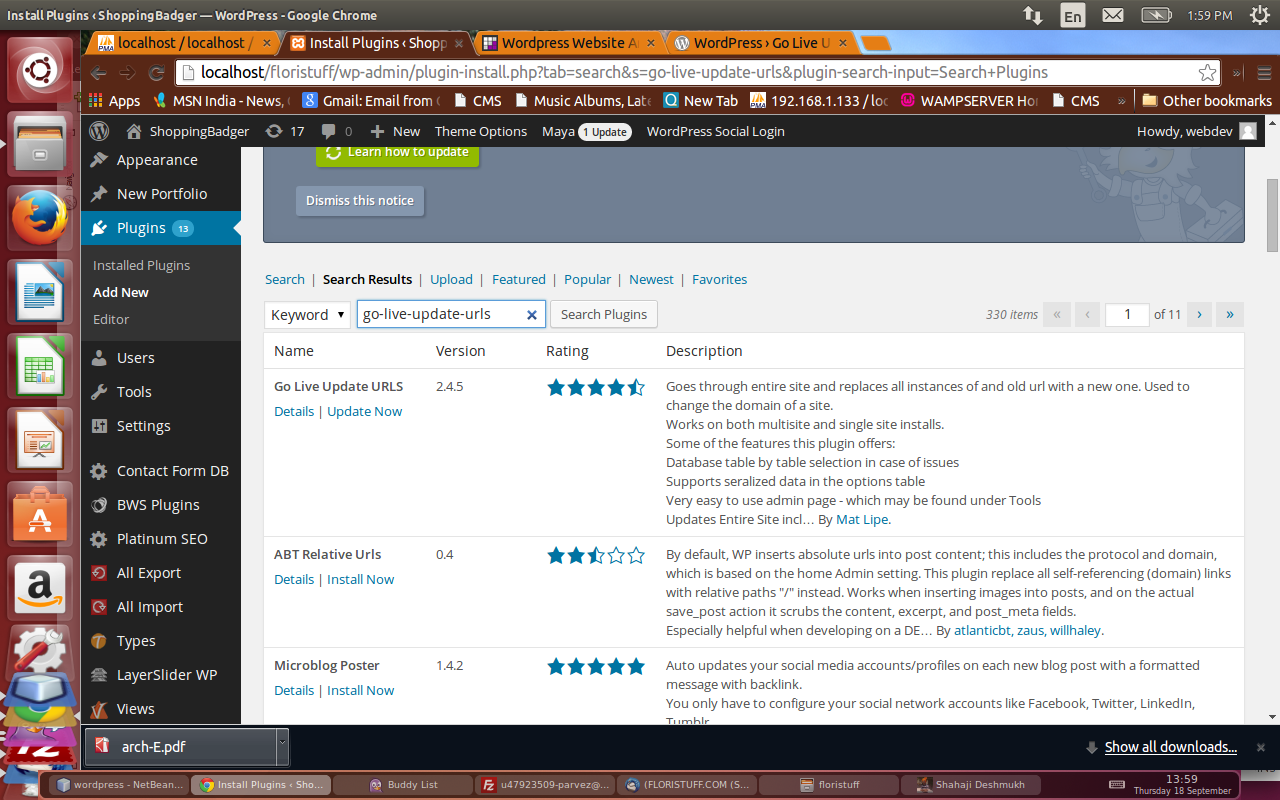 Install Plugins ‹ ShoppingBadger — WordPress - Google Chrome
En
1:59 PM
localhost / localhost /
Install Plugins ‹ Shopp
Wordpress Website A
WordPress › Go Live U
localhost/floristuff/wp-admin/plugin-install.php?tab=search&s=go-live-update-urls&plugin-search-input=Search+Plugins
Apps
MSN India - News,
Gmail: Email from
CMS
Music Albums, Late
New Tab
192.168.1.133 / loc
WAMPSERVER Ho
CMS
»
Other bookmarks
ShoppingBadger
17
0
New
Theme Options
Maya 1 Update
WordPress Social Login
Howdy, webdev
Appearance
New Portfolio
Plugins 13
Installed Plugins
Add New
Editor
Users
Tools
Settings
Contact Form DB
BWS Plugins
Platinum SEO
All Export
All Import
Types
LayerSlider WP
Views
Learn how to update
Dismiss this notice
Search | Search Results | Upload | Featured | Popular | Newest | Favorites
Keyword
go-live-update-urls
Search Plugins
330 items « ‹ 1 of 11 › »
Name Version Rating Description
Go Live Update URLS
Details | Update Now
2.4.5
Goes through entire site and replaces all instances of and old url with a new one. Used to
change the domain of a site.
Works on both multisite and single site installs.
Some of the features this plugin offers:
Database table by table selection in case of issues
Supports seralized data in the options table
Very easy to use admin page - which may be found under Tools
Updates Entire Site incl… By Mat Lipe.
ABT Relative Urls
Details | Install Now
0.4
By default, WP inserts absolute urls into post content; this includes the protocol and domain,
which is based on the home Admin setting. This plugin replace all self-referencing (domain) links
with relative paths "/" instead. Works when inserting images into posts, and on the actual
save_post action it scrubs the content, excerpt, and post_meta fields.
Especially helpful when developing on a DE… By atlanticbt, zaus, willhaley.
Microblog Poster
Details | Install Now
1.4.2
Auto updates your social media accounts/profiles on each new blog post with a formatted
message with backlink.
You only have to configure your social network accounts like Facebook, Twitter, LinkedIn,
Tumblr
arch-E.pdf
Show all downloads...
wordpress - NetBean...
Install Plugins ‹ Sho...
Buddy List
u47923509-parvez@...
(FLORISTUFF.COM (S...
floristuff
Shahaji Deshmukh
13:59
Thursday 18 September